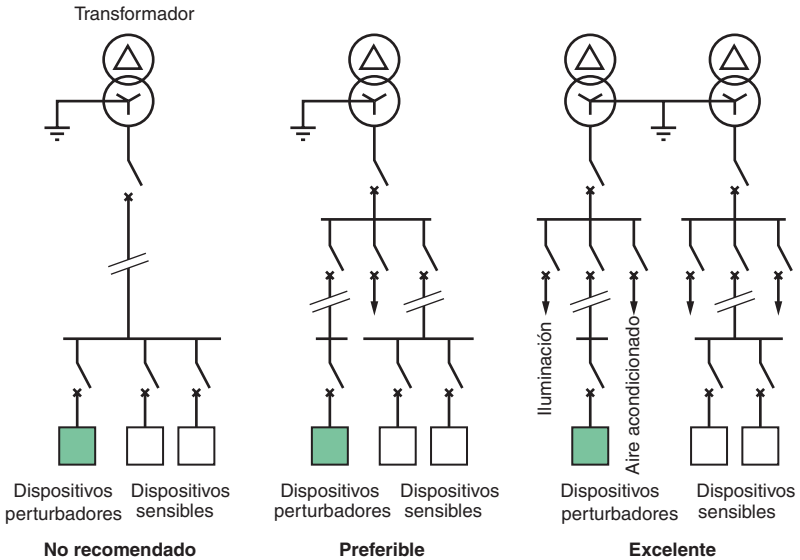 Transformador
Iluminación
Aire acondicionado
Dispositivos
perturbadores
Dispositivos
sensibles
Dispositivos
perturbadores
Dispositivos
sensibles
Dispositivos
perturbadores
Dispositivos
sensibles
No recomendado
Preferible
Excelente